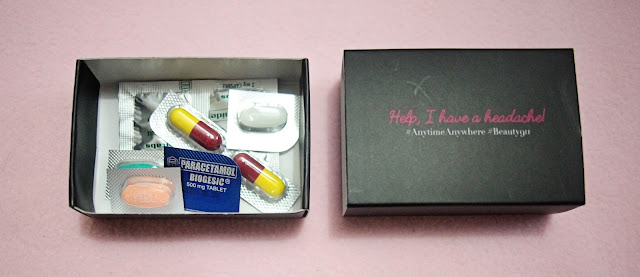 PARACETAMOL
BIOGESIC®
500 mg TABLET
Help, I have a headache!
#AnytimeAnywhere #Beauty911